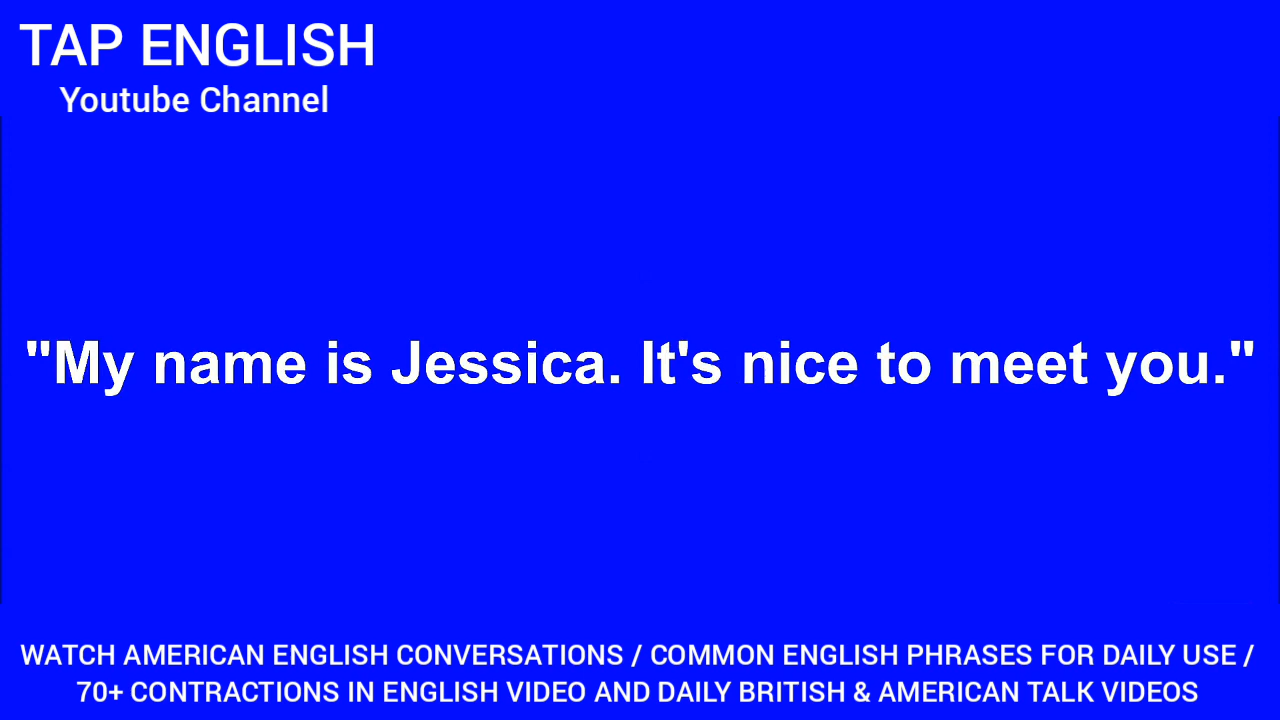 TAP ENGLISH
Youtube Channel
"My name is Jessica. It's nice to meet you."
WATCH AMERICAN ENGLISH CONVERSATIONS / COMMON ENGLISH PHRASES FOR DAILY USE /
70+ CONTRACTIONS IN ENGLISH VIDEO AND DAILY BRITISH & AMERICAN TALK VIDEOS